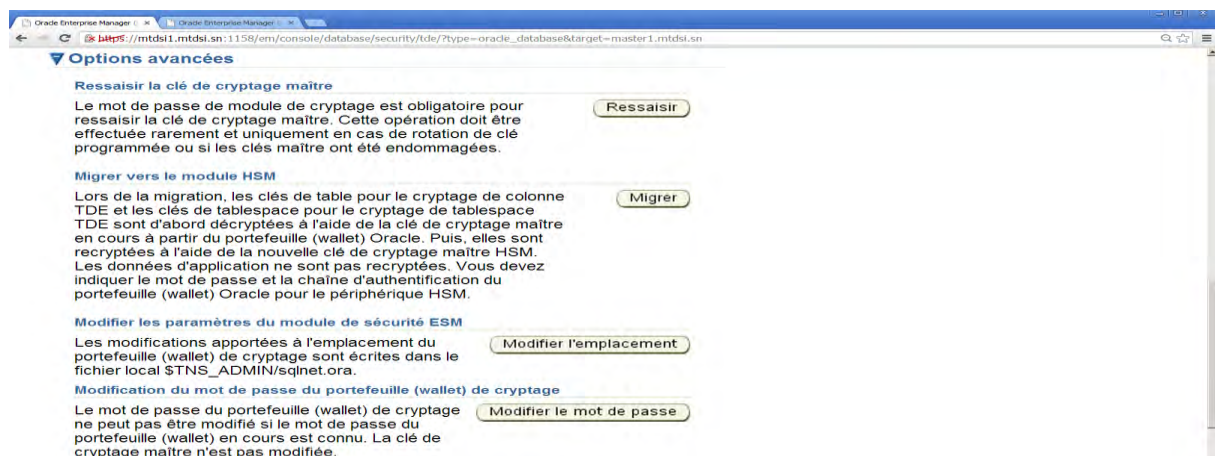 Oracle Enterprise Manager (
Oracle Enterprise Manager
https://mtdsi1.mtdsi.sn:1158/em/console/database/security/tde/?type=oracle_database&target=master1.mtdsi.sn
Options avancées
Ressaisir la clé de cryptage maître
Le mot de passe de module de cryptage est obligatoire pour
ressaisir la clé de cryptage maître. Cette opération doit être
effectuée rarement et uniquement en cas de rotation de clé
programmée ou si les clés maître ont été endommagées.
Ressaisir
Migrer vers le module HSM
Lors de la migration, les clés de table pour le cryptage de colonne
TDE et les clés de tablespace pour le cryptage de tablespace
TDE sont d'abord décryptées à l'aide de la clé de cryptage maître
en cours à partir du portefeuille (wallet) Oracle. Puis, elles sont
recryptées à l'aide de la nouvelle clé de cryptage maître HSM.
Les données d'application ne sont pas recryptées. Vous devez
indiquer le mot de passe et la chaîne d'authentification du
portefeuille (wallet) Oracle pour le périphérique HSM.
Migrer
Modifier les paramètres du module de sécurité ESM
Les modifications apportées à l'emplacement du
portefeuille (wallet) de cryptage sont écrites dans le
fichier local $TNS_ADMIN/sqlnet.ora.
Modifier l'emplacement
Modification du mot de passe du portefeuille (wallet) de cryptage
Le mot de passe du portefeuille (wallet) de cryptage
ne peut pas être modifié si le mot de passe du
portefeuille (wallet) en cours est connu. La clé de
cryptage maître n'est pas modifiée.
Modifier le mot de passe